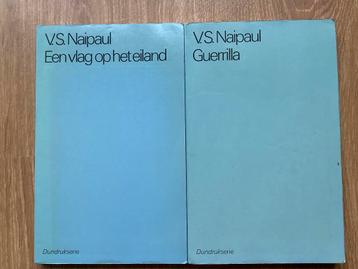 V.S. Naipaul
Een vlag op het eiland
Dundrukserie
V.S. Naipaul
Guerrilla
Dundrukserie